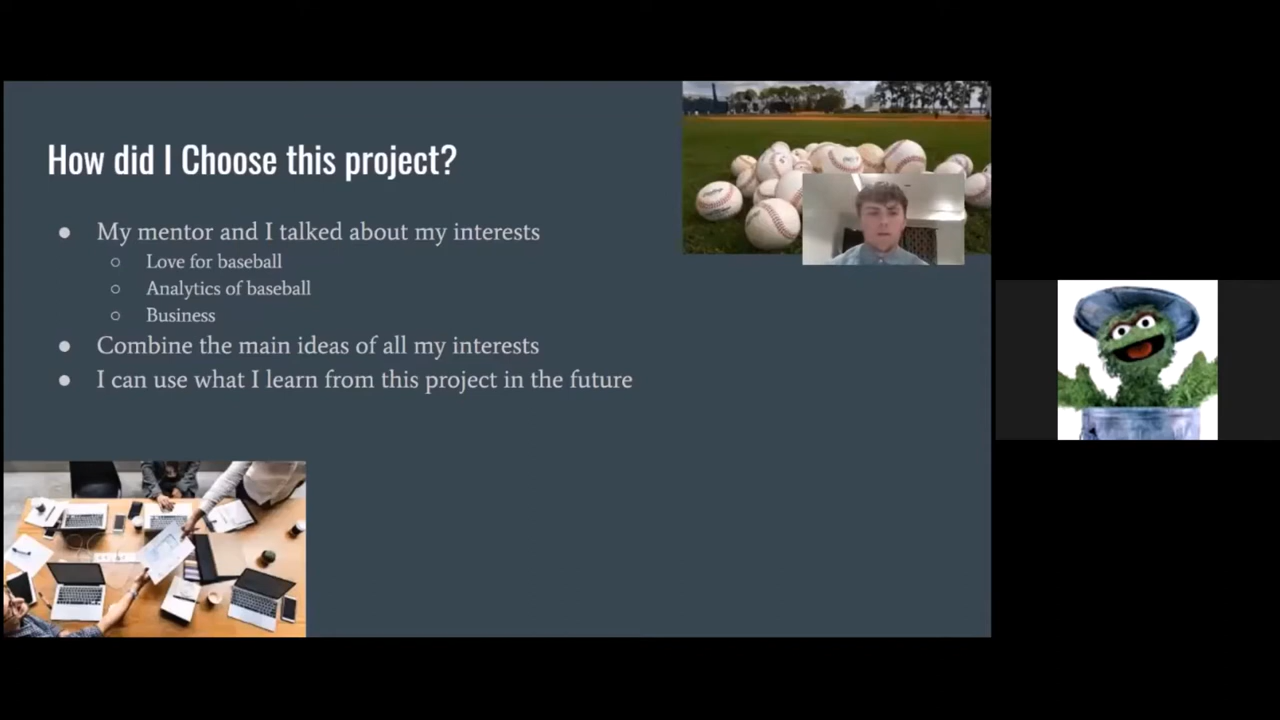 How did I Choose this project?
● My mentor and I talked about my interests
○ Love for baseball
○ Analytics of baseball
○ Business
● Combine the main ideas of all my interests
● I can use what I learn from this project in the future